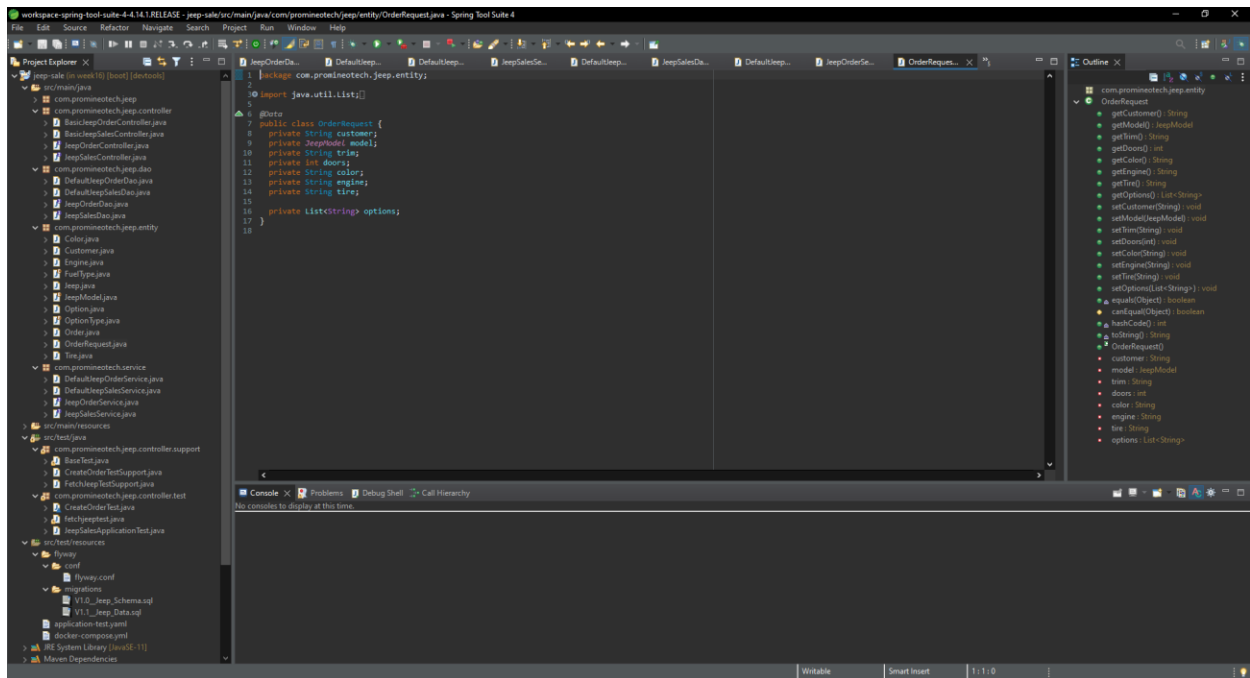 workspace-spring-tool-suite-4-4.14.1.RELEASE - jeep-sale/src/main/java/com/promineotech/jeep/entity/OrderRequest.java - Spring Tool Suite 4
File Edit Source Refactor Navigate Search Project Run Window Help
Project Explorer
jeep-sale (in week16) [boot] [devtools]
src/main/java
com.promineotech.jeep
com.promineotech.jeep.controller
BasicJeepOrderController.java
BasicJeepSalesController.java
JeepOrderController.java
JeepSalesController.java
com.promineotech.jeep.dao
DefaultJeepOrderDao.java
DefaultJeepSalesDao.java
JeepOrderDao.java
JeepSalesDao.java
com.promineotech.jeep.entity
Color.java
Customer.java
Engine.java
FuelType.java
Jeep.java
JeepModel.java
Option.java
OptionType.java
Order.java
OrderRequest.java
Tire.java
com.promineotech.service
DefaultJeepOrderService.java
DefaultJeepSalesService.java
JeepOrderService.java
JeepSalesService.java
src/main/resources
src/test/java
com.promineotech.jeep.controller.support
BaseTest.java
CreateOrderTestSupport.java
FetchJeepTestSupport.java
com.promineotech.jeep.controller.test
CreateOrderTest.java
fetchjeeptest.java
JeepSalesApplicationTest.java
src/test/resources
flyway
conf
flyway.conf
migrations
V1.0__Jeep_Schema.sql
V1.1__Jeep_Data.sql
application-test.yaml
docker-compose.yml
JRE System Library [JavaSE-11]
Maven Dependencies
JeepOrderDa... DefaultJeep... DefaultJeep... JeepSalesSe... DefaultJeep... JeepSalesDa... DefaultJeep... JeepOrderSe... OrderReques...
1 package com.promineotech.jeep.entity;
2
3 import java.util.List;
5
6 @Data
7 public class OrderRequest {
8 private String customer;
9 private JeepModel model;
10 private String trim;
11 private int doors;
12 private String color;
13 private String engine;
14 private String tire;
15
16 private List<String> options;
17 }
18
Console Problems Debug Shell Call Hierarchy
No consoles to display at this time.
Outline
com.promineotech.jeep.entity
OrderRequest
getCustomer() : String
getModel() : JeepModel
getTrim() : String
getDoors() : int
getColor() : String
getEngine() : String
getTire() : String
getOptions() : List<String>
setCustomer(String) : void
setModel(JeepModel) : void
setTrim(String) : void
setDoors(int) : void
setColor(String) : void
setEngine(String) : void
setTire(String) : void
setOptions(List<String>) : void
equals(Object) : boolean
canEqual(Object) : boolean
hashCode() : int
toString() : String
OrderRequest()
customer : String
model : JeepModel
trim : String
doors : int
color : String
engine : String
tire : String
options : List<String>
Writable Smart Insert 1 : 1 : 0